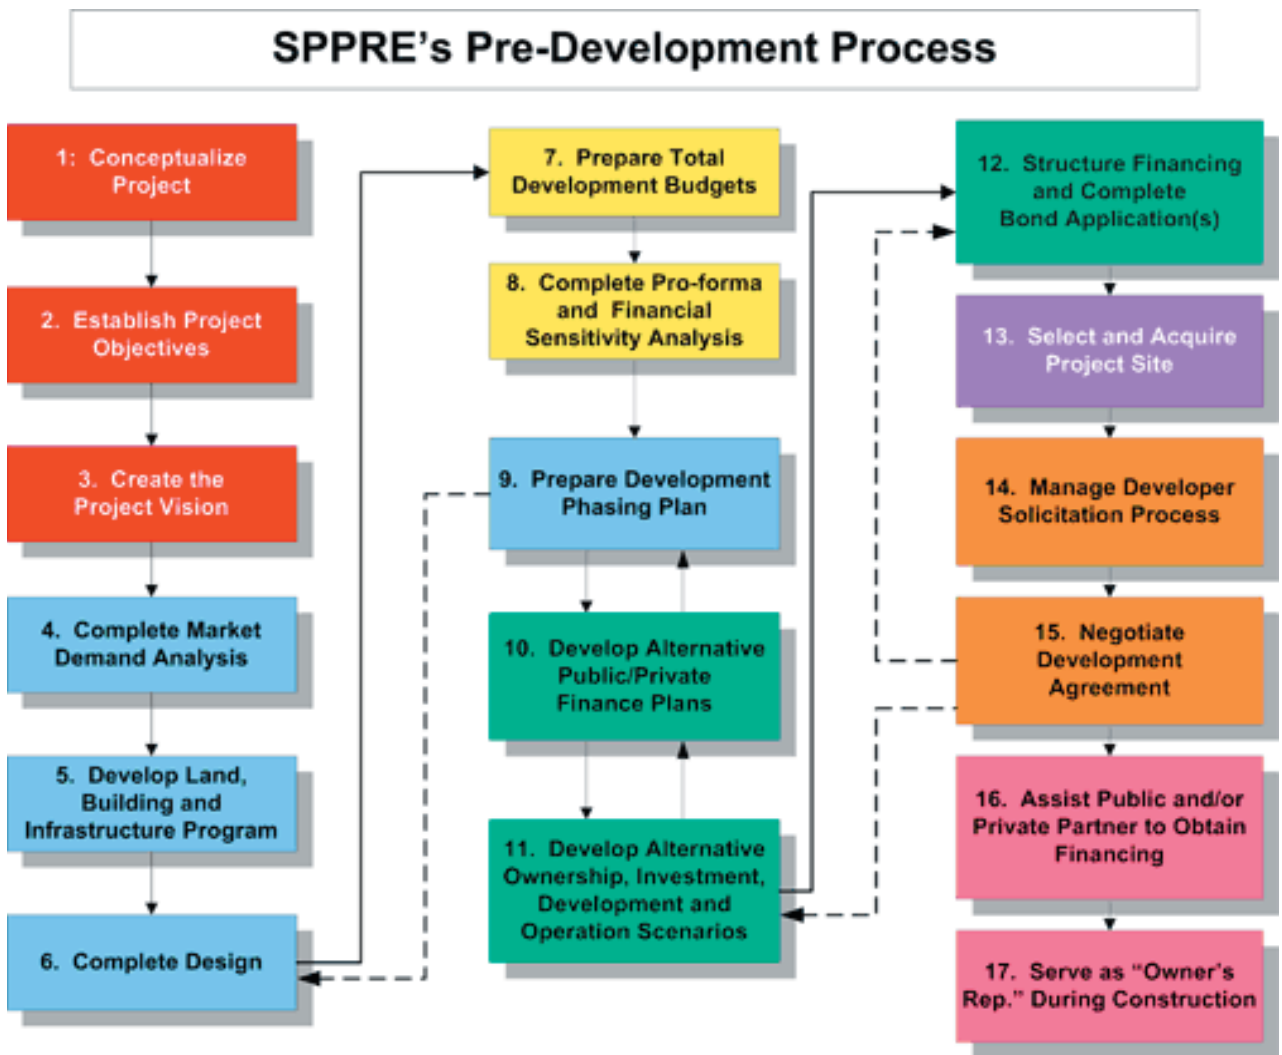 SPPRE's Pre-Development Process
1: Conceptualize
Project
2. Establish Project
Objectives
3. Create the
Project Vision
4. Complete Market
Demand Analysis
5. Develop Land,
Building and
Infrastructure Program
6. Complete Design
7. Prepare Total
Development Budgets
8. Complete Pro-forma
and Financial
Sensitivity Analysis
9. Prepare Development
Phasing Plan
10. Develop Alternative
Public/Private
Finance Plans
11. Develop Alternative
Ownership, Investment,
Development and
Operation Scenarios
12. Structure Financing
and Complete
Bond Application(s)
13. Select and Acquire
Project Site
14. Manage Developer
Solicitation Process
15. Negotiate
Development
Agreement
16. Assist Public and/or
Private Partner to Obtain
Financing
17. Serve as “Owner’s
Rep.” During Construction